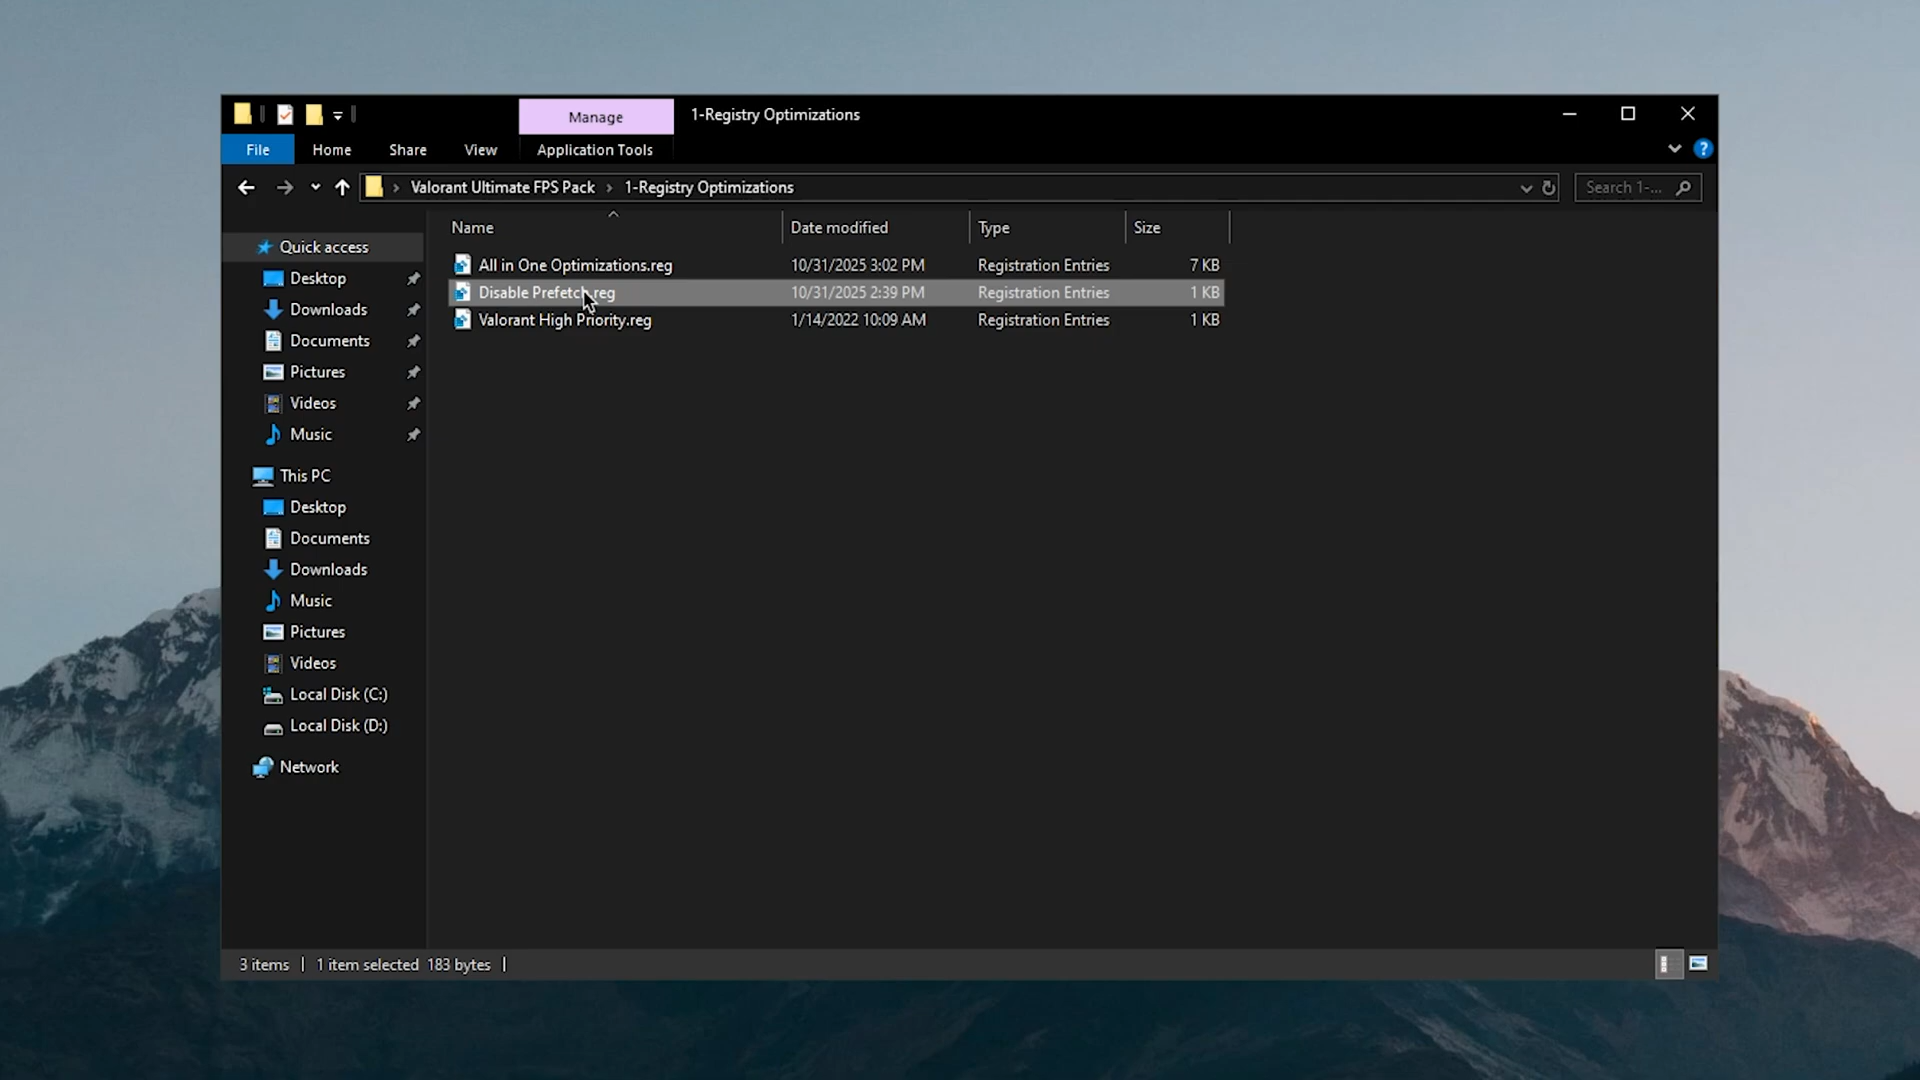 Manage
1-Registry Optimizations
File
Home
Share
View
Application Tools
?
Valorant Ultimate FPS Pack
1-Registry Optimizations
Search 1-...
Name
Date modified
Type
Size
All in One Optimizations.reg
10/31/2025 3:02 PM
Registration Entries
7 KB
Disable Prefetch.reg
10/31/2025 2:39 PM
Registration Entries
1 KB
Valorant High Priority.reg
1/14/2022 10:09 AM
Registration Entries
1 KB
Quick access
Desktop
Downloads
Documents
Pictures
Videos
Music
This PC
Desktop
Documents
Downloads
Music
Pictures
Videos
Local Disk (C:)
Local Disk (D:)
Network
3 items
1 item selected 183 bytes